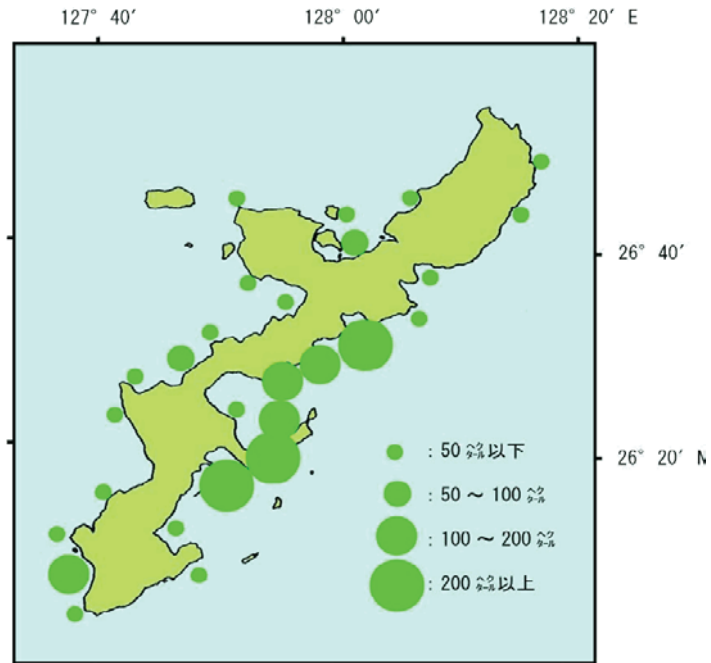 127° 40′
128° 00′
128° 20′ E
26° 40′
26° 20′ N
: 50 ヘクタール以下
: 50 ～ 100 ヘクタール
: 100 ～ 200 ヘクタール
: 200 ヘクタール以上